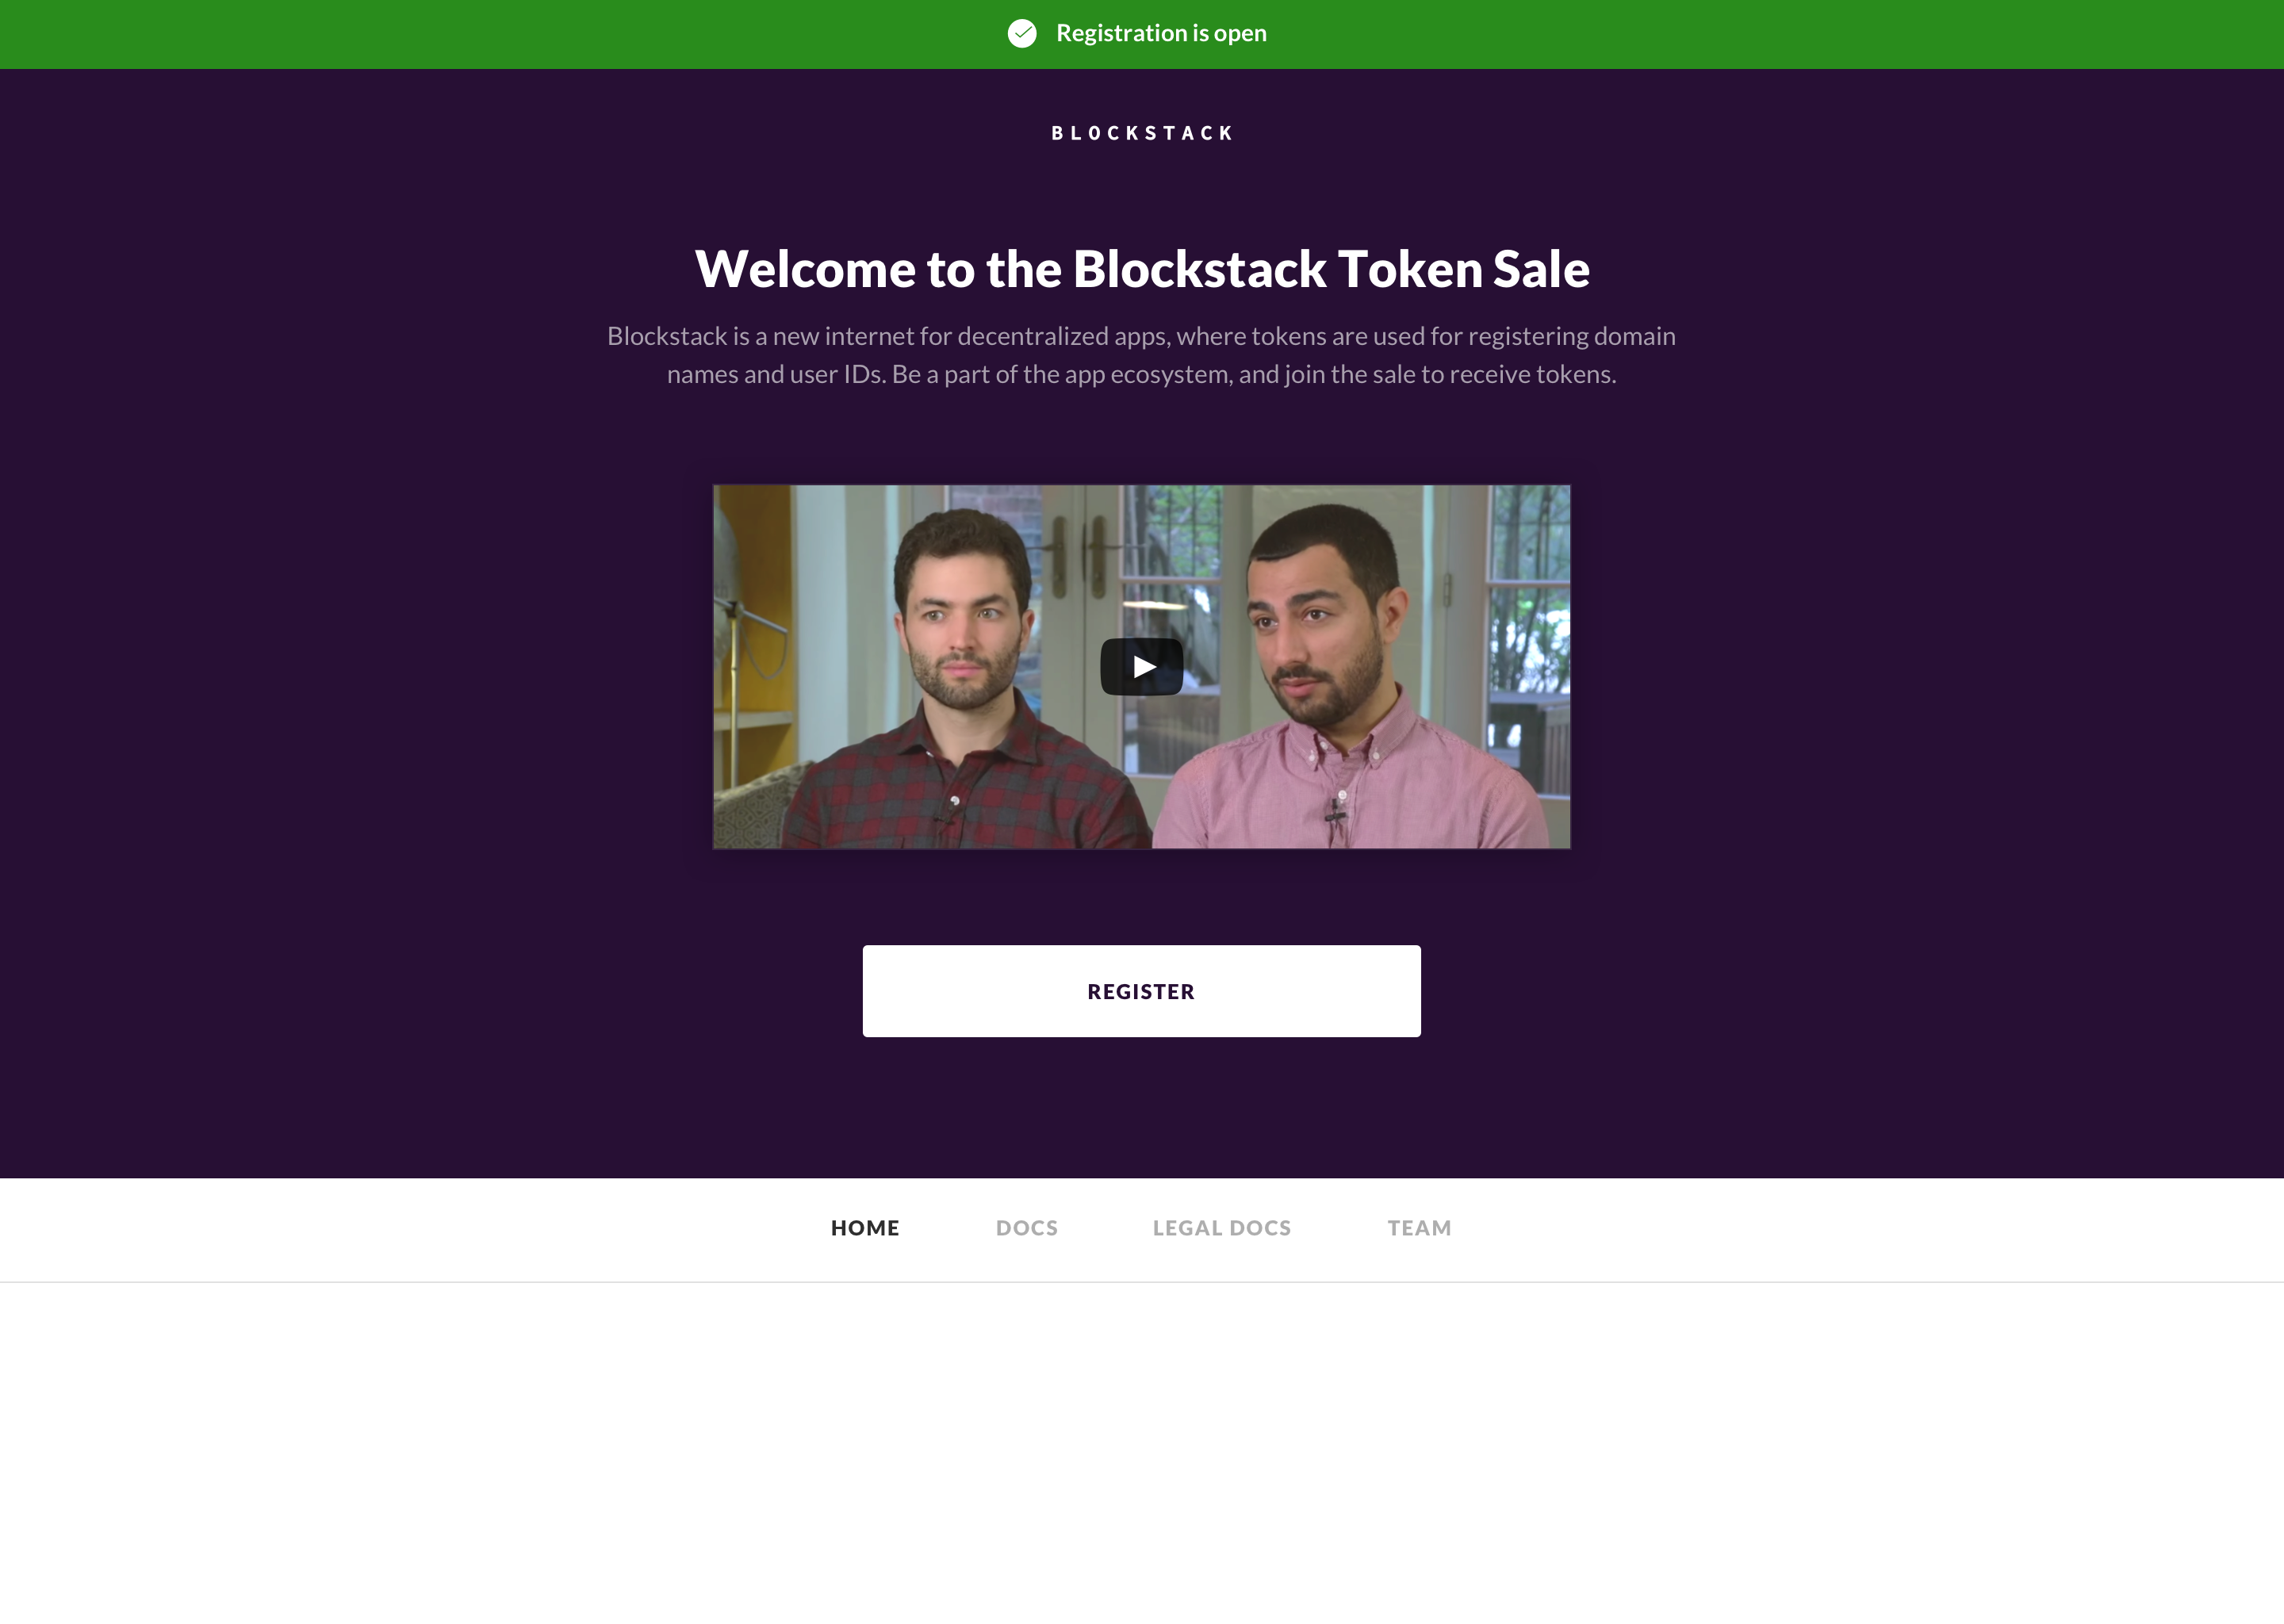 Registration is open
BLOCKSTACK
Welcome to the Blockstack Token Sale
Blockstack is a new internet for decentralized apps, where tokens are used for registering domain
names and user IDs. Be a part of the app ecosystem, and join the sale to receive tokens.
REGISTER
HOME DOCS LEGAL DOCS TEAM